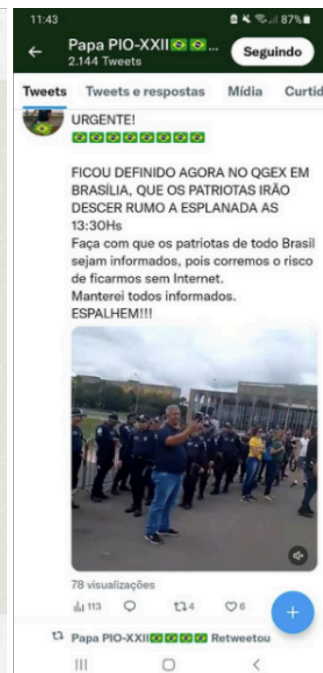 11:43
87%
Papa PIO-XXII🇧🇷🇧🇷...
2.144 Tweets
Seguindo
Tweets
Tweets e respostas
Mídia
Curtid
URGENTE!
🇧🇷🇧🇷🇧🇷🇧🇷🇧🇷🇧🇷🇧🇷🇧🇷
FICOU DEFINIDO AGORA NO QGEX EM
BRASÍLIA, QUE OS PATRIOTAS IRÃO
DESCER RUMO A ESPLANADA AS
13:30Hs
Faça com que os patriotas de todo Brasil
sejam informados, pois corremos o risco
de ficarmos sem Internet.
Manterei todos informados.
ESPALHEM!!!
78 visualizações
113
4
6
Papa PIO-XXII🇧🇷🇧🇷🇧🇷🇧🇷 Retweetou